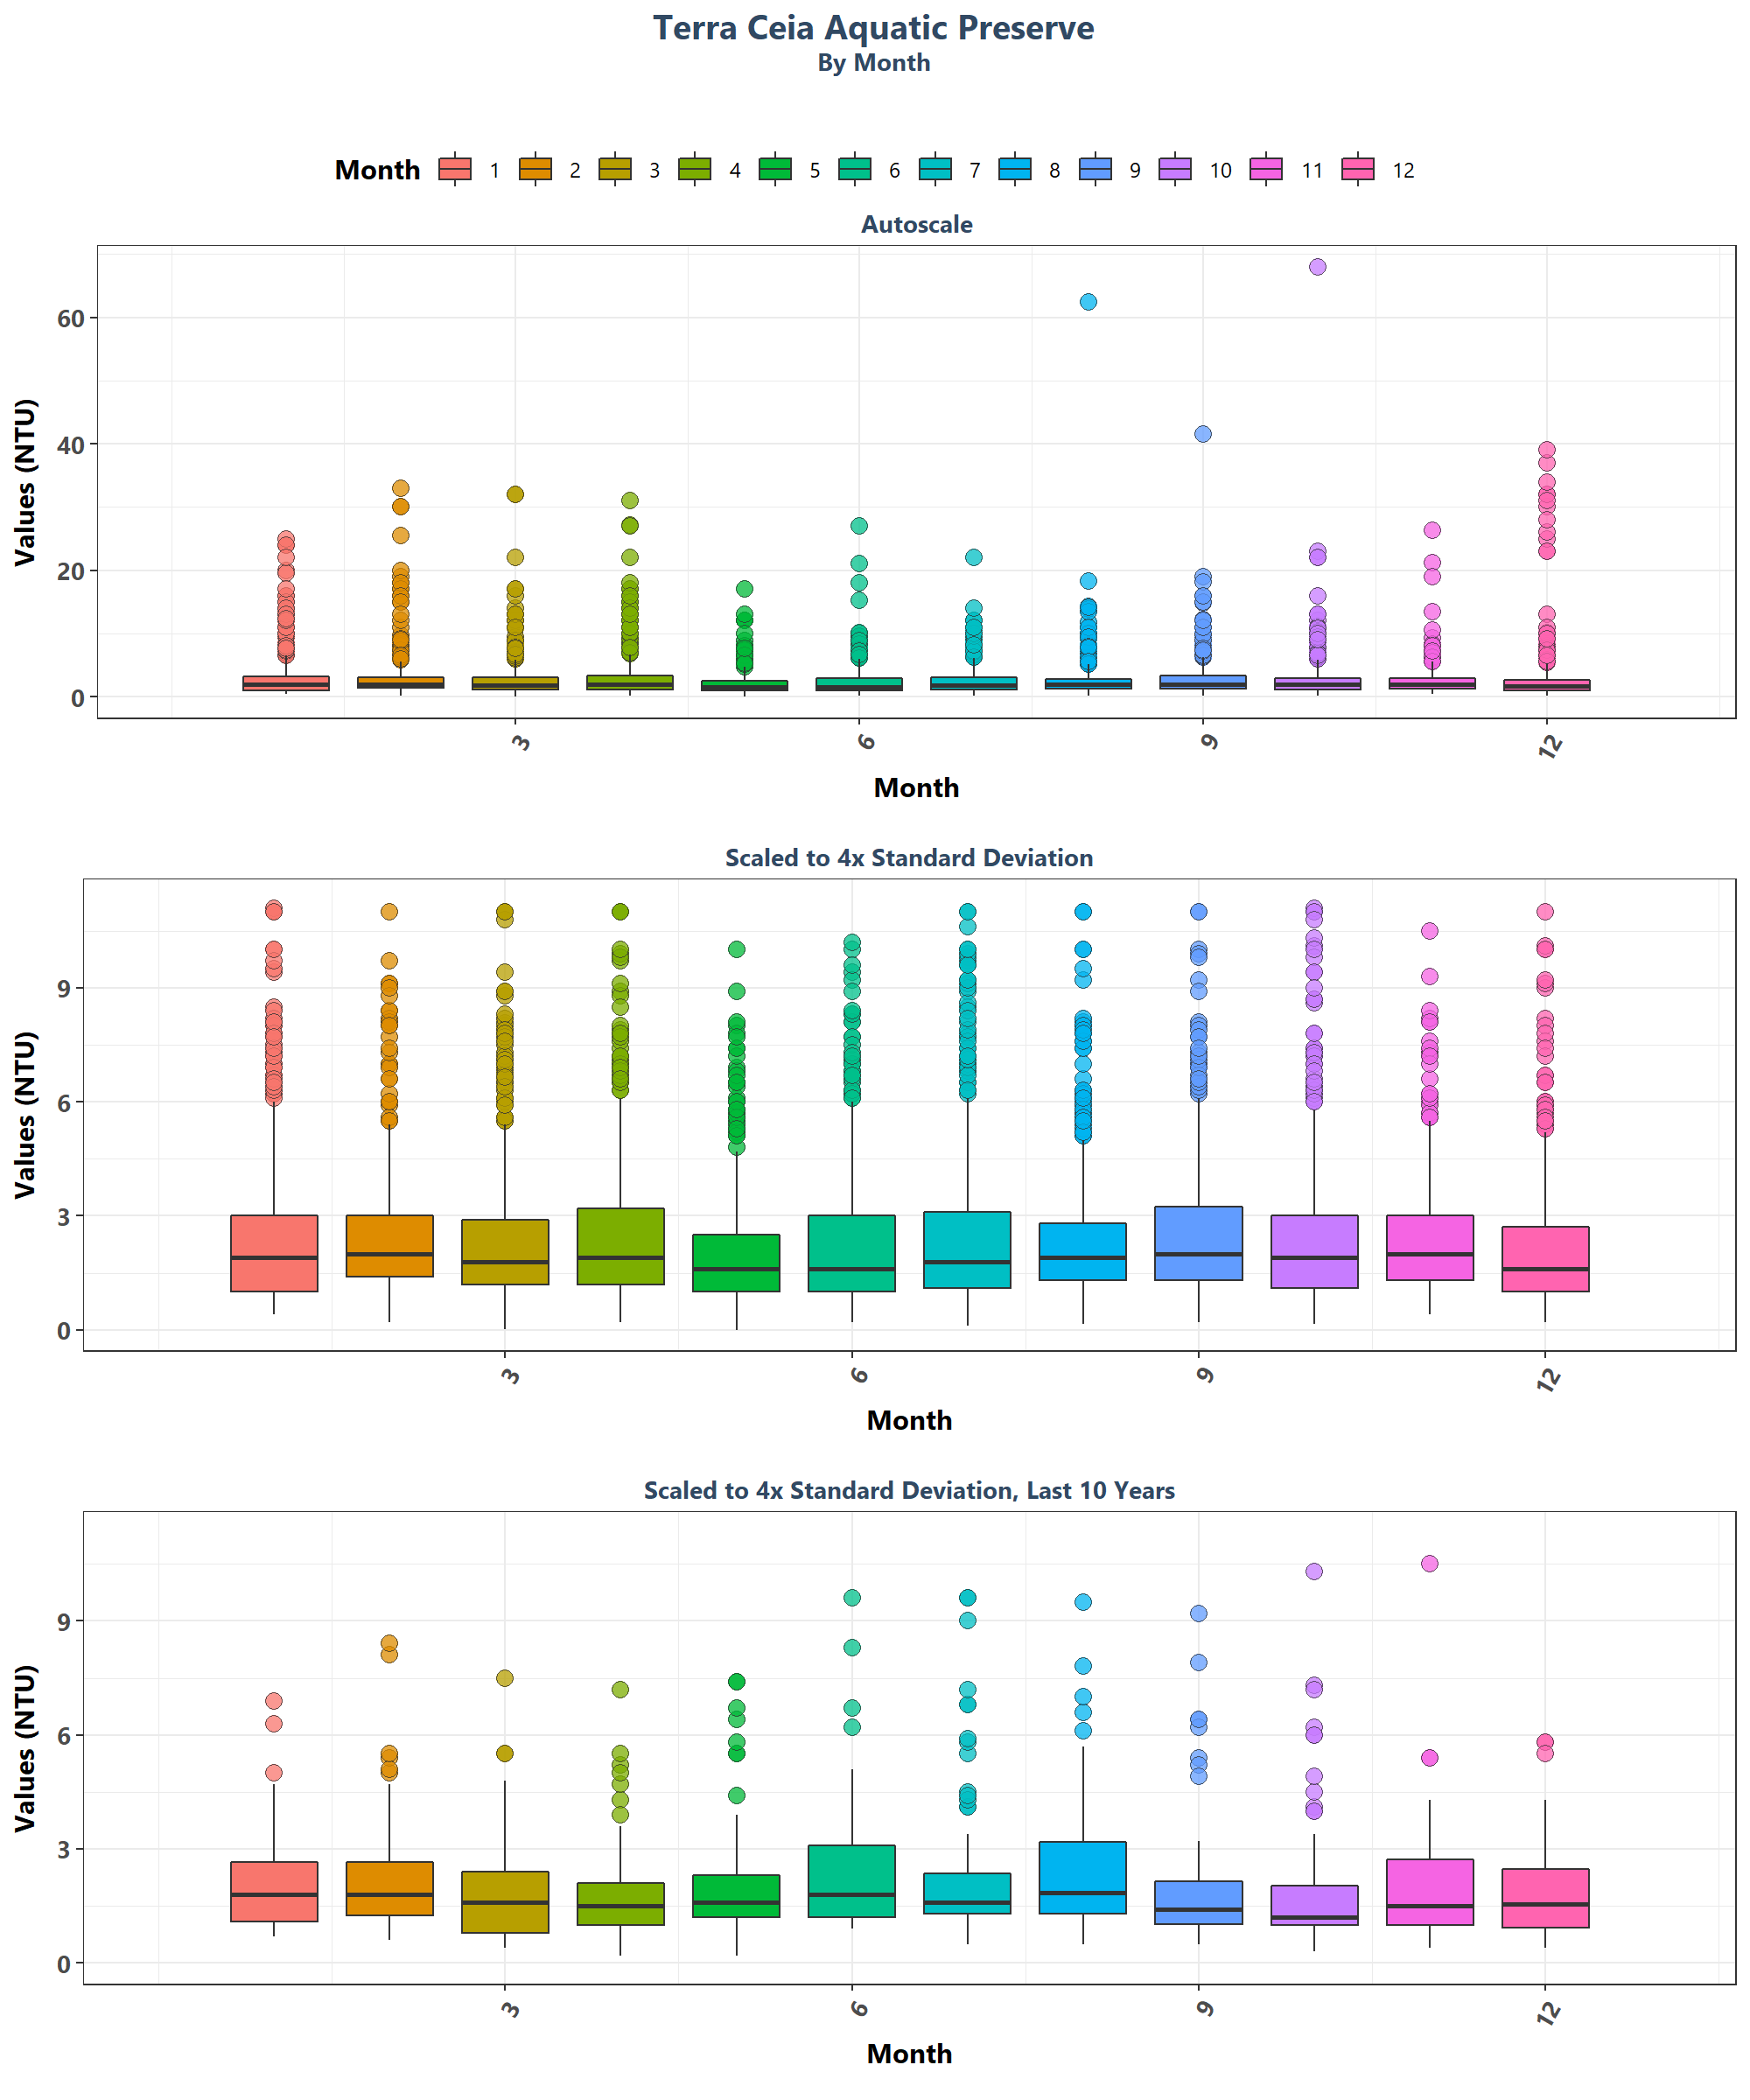 Terra Ceia Aquatic Preserve
By Month
Month 1 2 3 4 5 6 7 8 9 10 11 12
Autoscale
Values (NTU)
60
40
20
0
3 6 9 12
Month
Scaled to 4x Standard Deviation
Values (NTU)
9
6
3
0
3 6 9 12
Month
Scaled to 4x Standard Deviation, Last 10 Years
Values (NTU)
9
6
3
0
3 6 9 12
Month